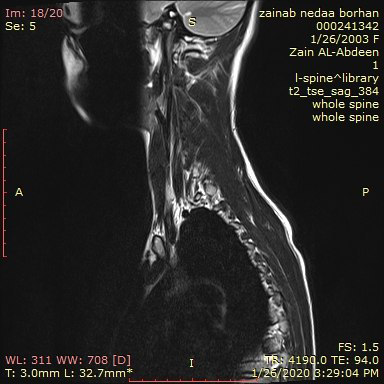 Im: 18/20
Se: 5
S
zainab nedaa borhan
000241342
1/26/2003 F
Zain AL-Abdeen
1
l-spine^library
t2_tse_sag_384
whole spine
whole spine
A
P
WL: 311 WW: 708 [D]
T: 3.0mm L: 32.7mm*
I
FS: 1.5
TR: 4190.0 TE: 94.0
1/26/2020 3:29:04 PM